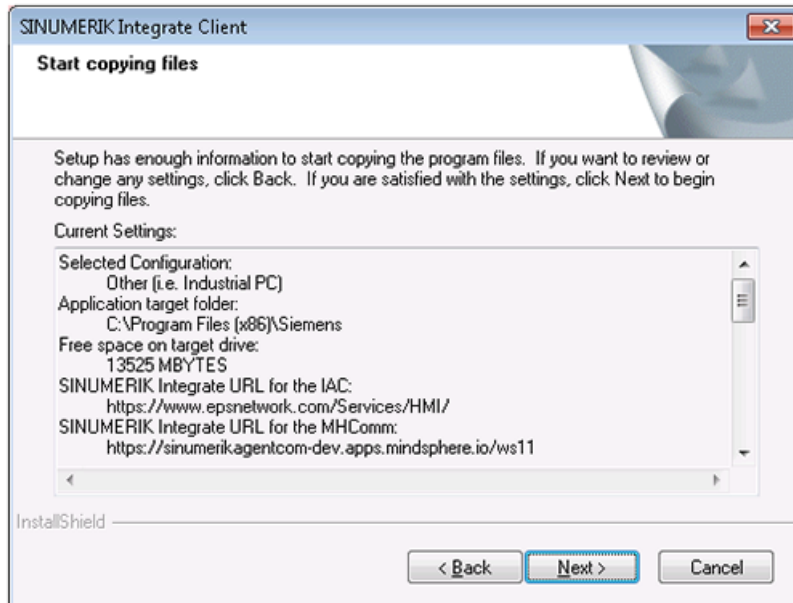 SINUMERIK Integrate Client
Start copying files
Setup has enough information to start copying the program files. If you want to review or
change any settings, click Back. If you are satisfied with the settings, click Next to begin
copying files.
Current Settings:
Selected Configuration:
Other (i.e. Industrial PC)
Application target folder:
C:\Program Files (x86)\Siemens
Free space on target drive:
13525 MBYTES
SINUMERIK Integrate URL for the IAC:
https://www.epsnetwork.com/Services/HMI/
SINUMERIK Integrate URL for the MHComm:
https://sinumerikagentcom-dev.apps.mindsphere.io/ws11
InstallShield
< Back Next > Cancel